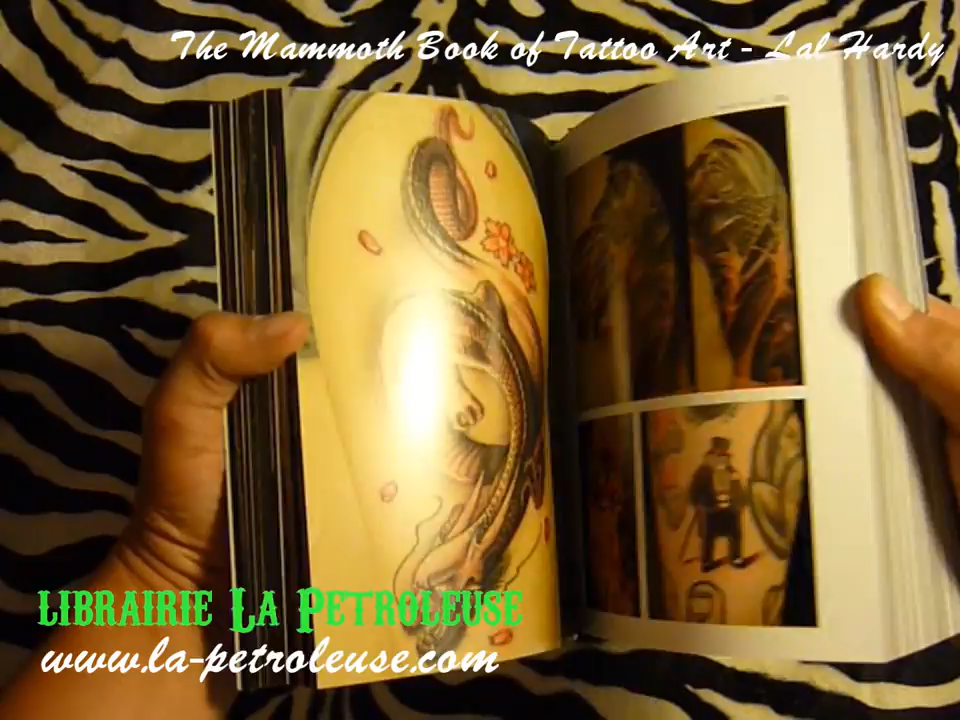 The Mammoth Book of Tattoo Art - Lal Hardy
LIBRAIRIE LA PETROLEUSE
www.la-petroleuse.com